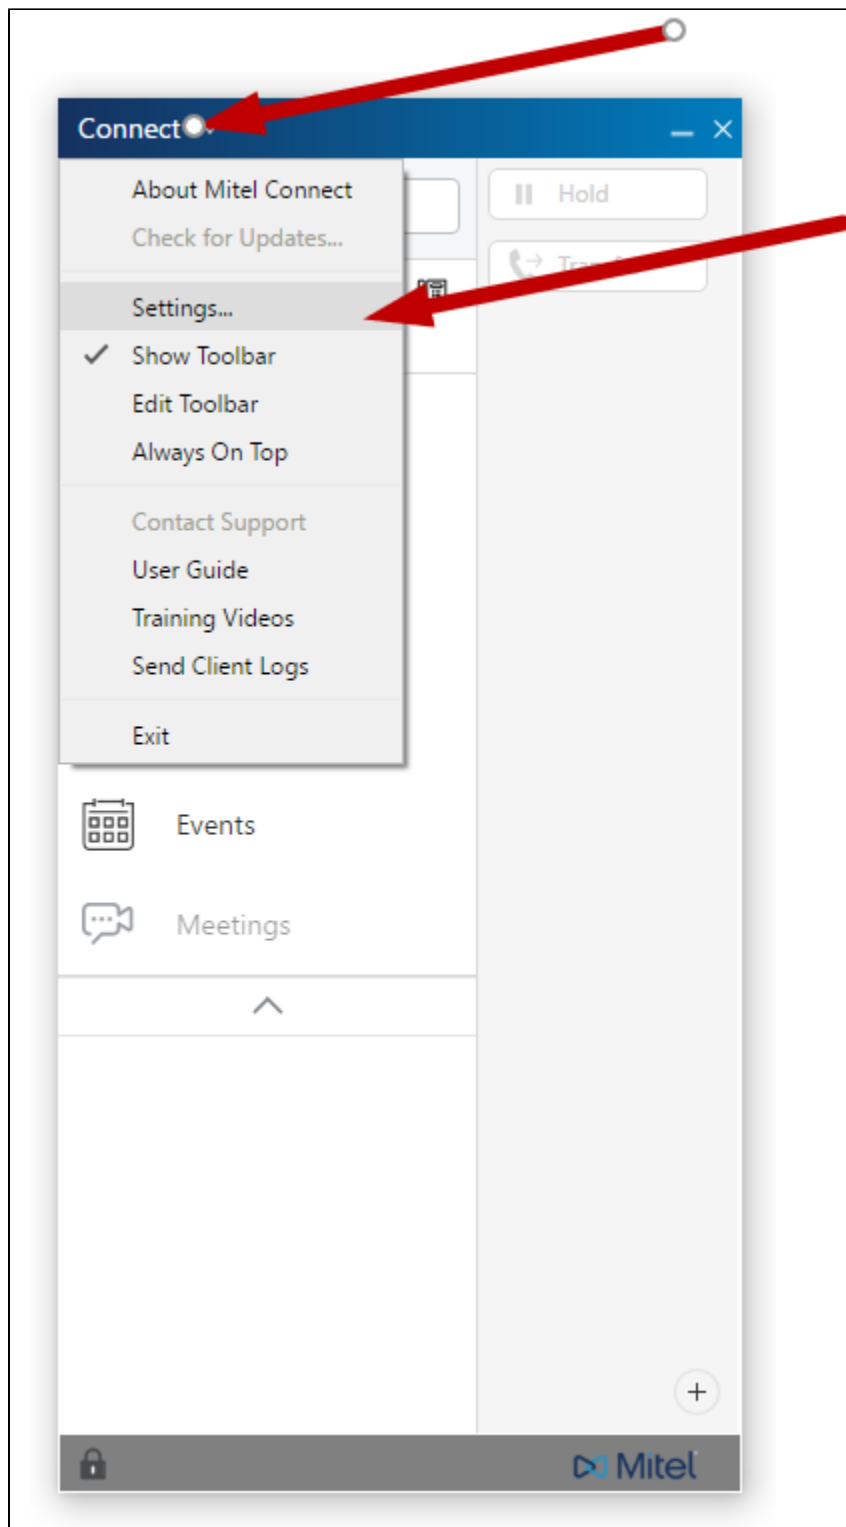 Connect
About Mitel Connect
Check for Updates...
Hold
Settings...
Show Toolbar
Edit Toolbar
Always On Top
Contact Support
User Guide
Training Videos
Send Client Logs
Exit
Events
Meetings
Mitel